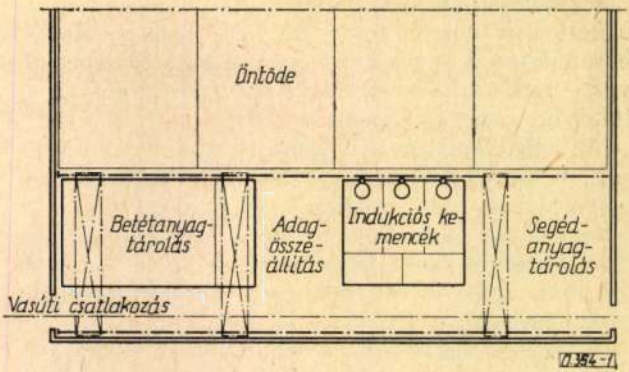 Öntöde
Betétanyag-
tárolás
Adag-
össze-
állítás
Indukciós ke-
mencék
Segéd-
anyag-
tárolás
Vasúti csatlakozás
Ö.354-1